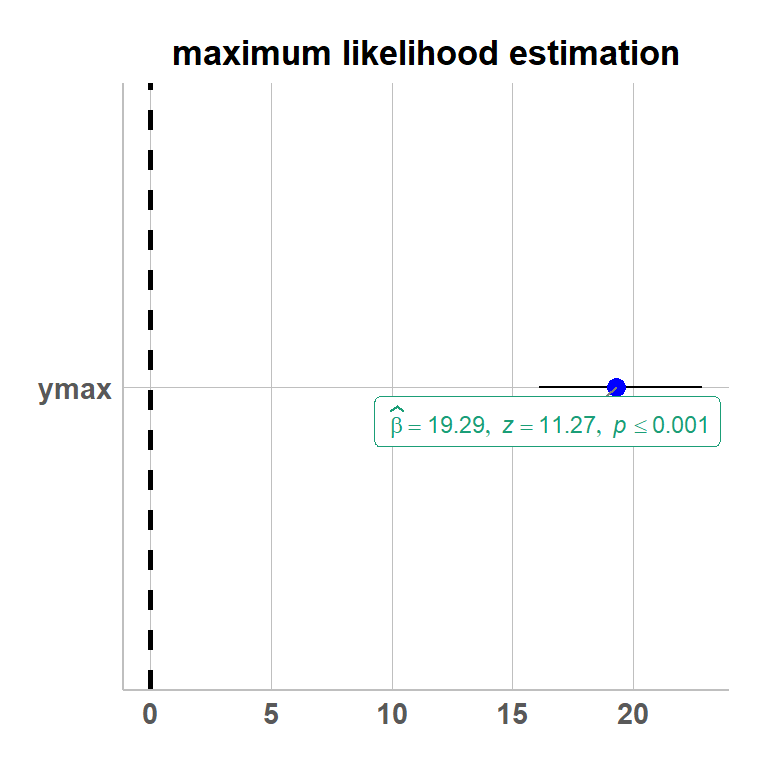 maximum likelihood estimation
ymax
β̂ = 19.29, z = 11.27, p ≤ 0.001
0 5 10 15 20